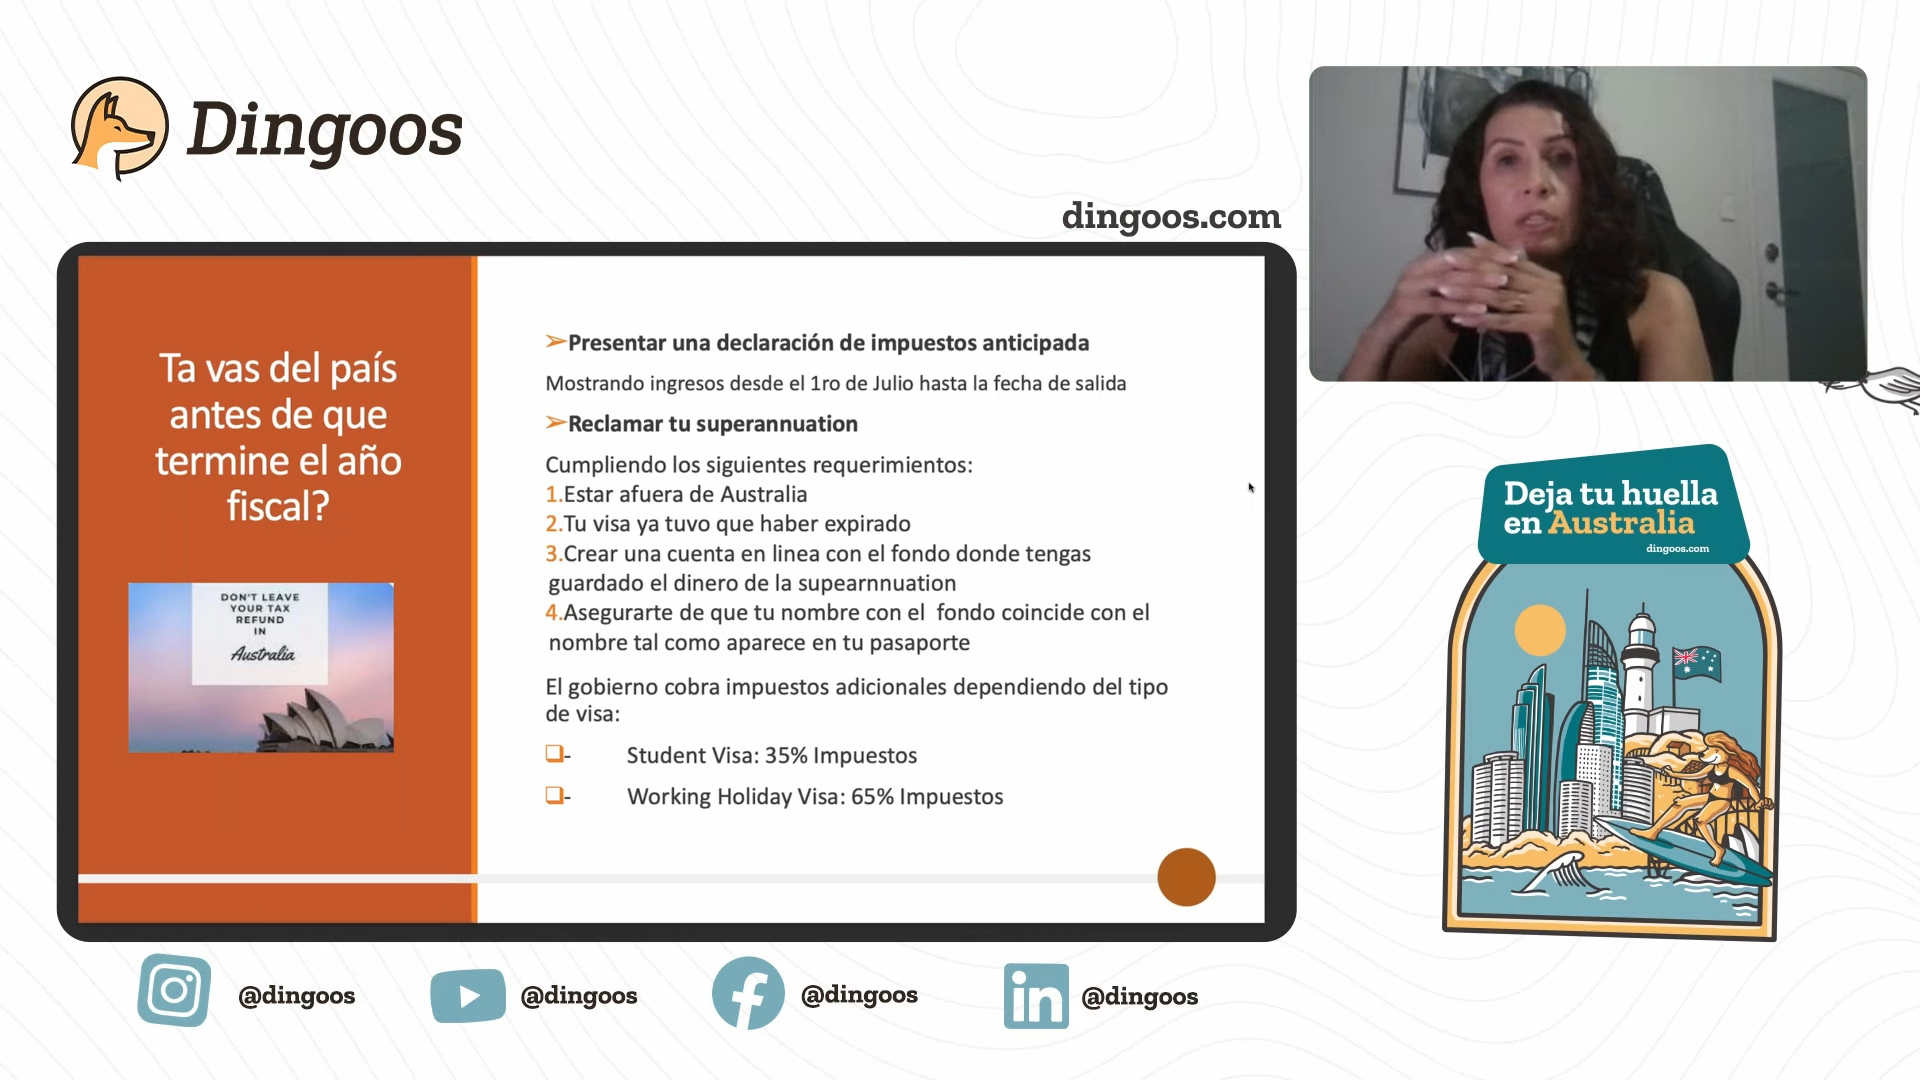 Dingoos
dingoos.com
Ta vas del país
antes de que
termine el año
fiscal?
DON'T LEAVE
YOUR TAX
REFUND
IN
Australia
➢Presentar una declaración de impuestos anticipada
Mostrando ingresos desde el 1ro de Julio hasta la fecha de salida
➢Reclamar tu superannuation
Cumpliendo los siguientes requerimientos:
1.Estar afuera de Australia
2.Tu visa ya tuvo que haber expirado
3.Crear una cuenta en linea con el fondo donde tengas
guardado el dinero de la supearnnuation
4.Asegurarte de que tu nombre con el  fondo coincide con el
nombre tal como aparece en tu pasaporte
El gobierno cobra impuestos adicionales dependiendo del tipo
de visa:
❑- Student Visa: 35% Impuestos
❑- Working Holiday Visa: 65% Impuestos
Deja tu huella
en Australia
dingoos.com
@dingoos
@dingoos
@dingoos
@dingoos